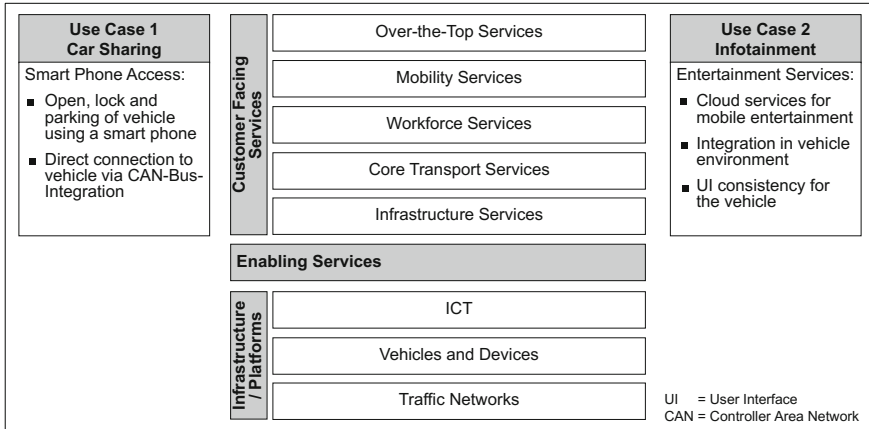 Use Case 1
Car Sharing
Smart Phone Access:
■ Open, lock and
parking of vehicle
using a smart phone
■ Direct connection to
vehicle via CAN-Bus-
Integration
Customer Facing
Services
Over-the-Top Services
Mobility Services
Workforce Services
Core Transport Services
Infrastructure Services
Enabling Services
Infrastructure
/ Platforms
ICT
Vehicles and Devices
Traffic Networks
Use Case 2
Infotainment
Entertainment Services:
■ Cloud services for
mobile entertainment
■ Integration in vehicle
environment
■ UI consistency for
the vehicle
UI = User Interface
CAN = Controller Area Network